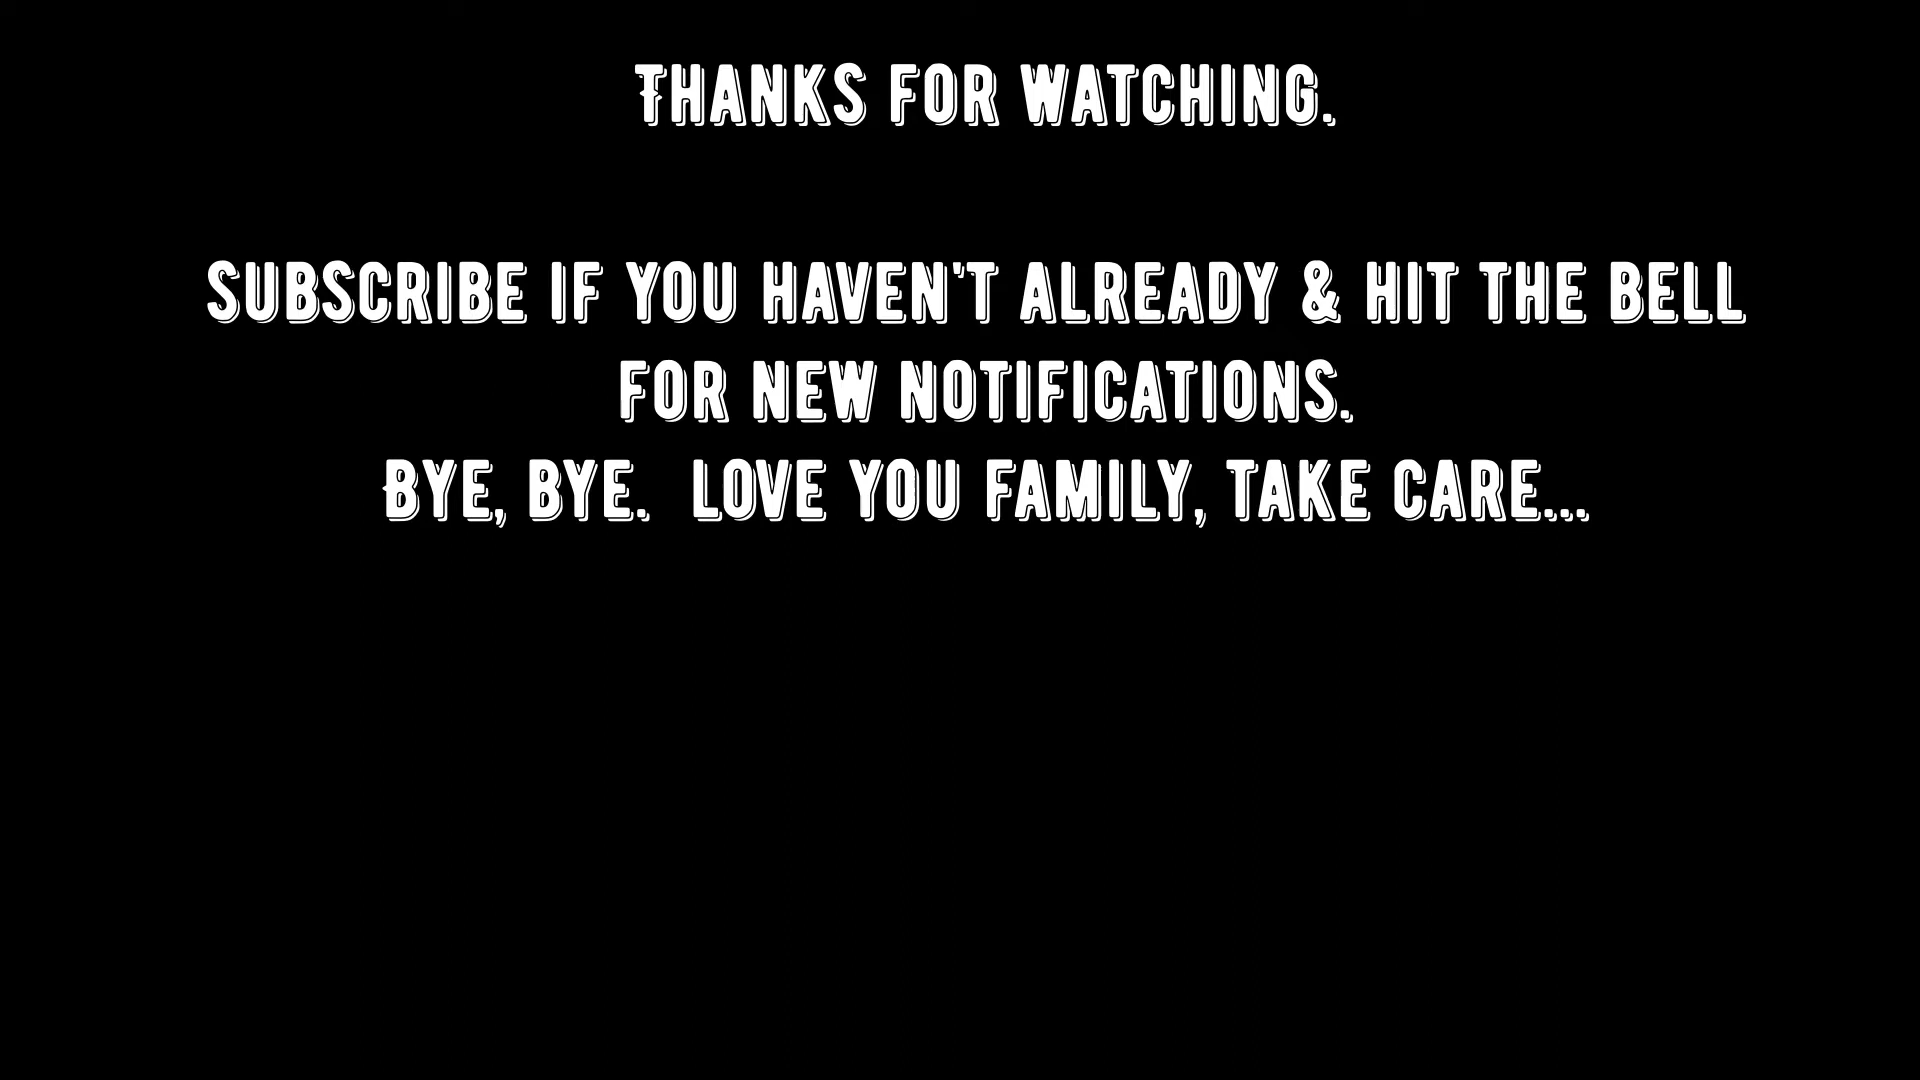 Thanks for watching.
Subscribe if you haven't already & hit the bell
for new notifications.
Bye, bye.  Love you family, take care...